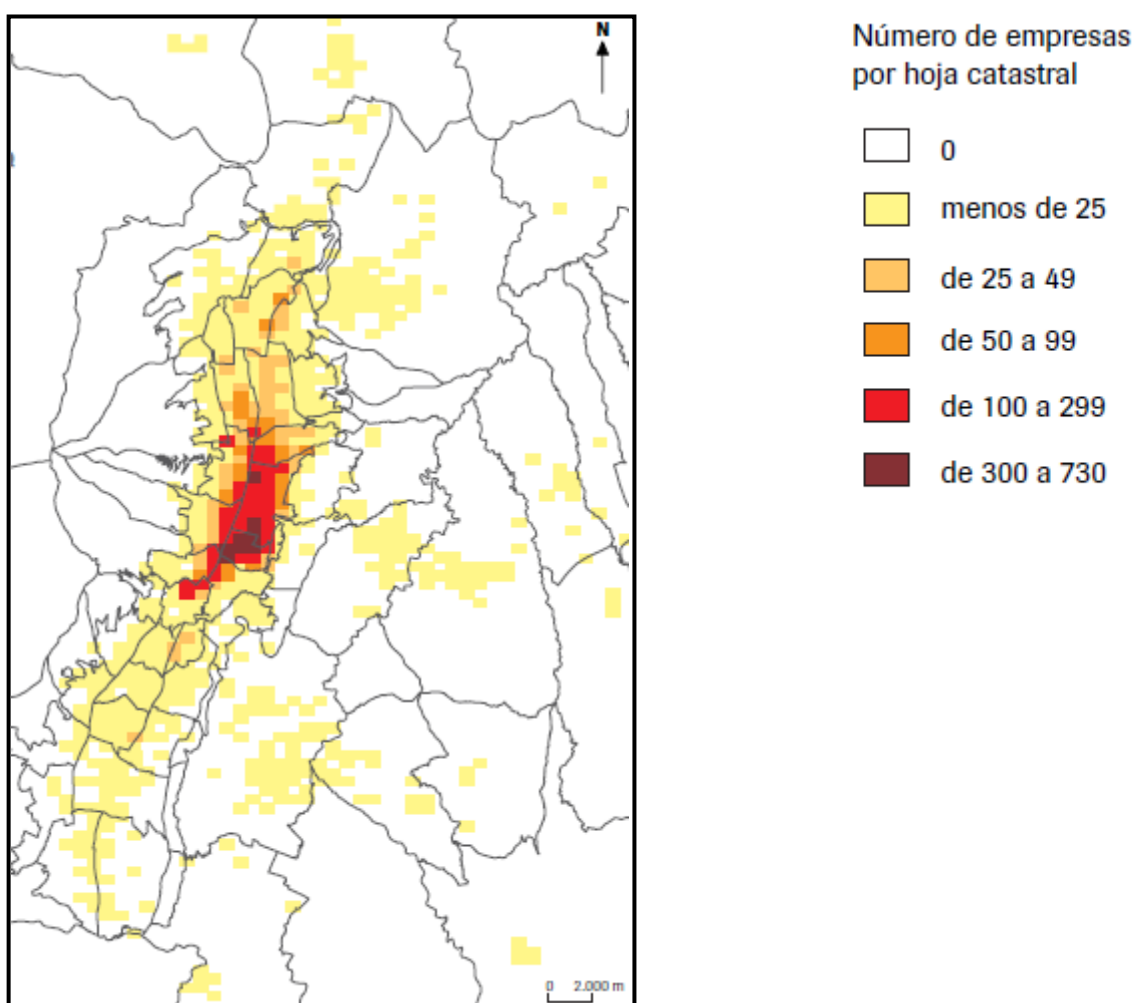 N
Número de empresas
por hoja catastral
0
menos de 25
de 25 a 49
de 50 a 99
de 100 a 299
de 300 a 730
0 2.000 m